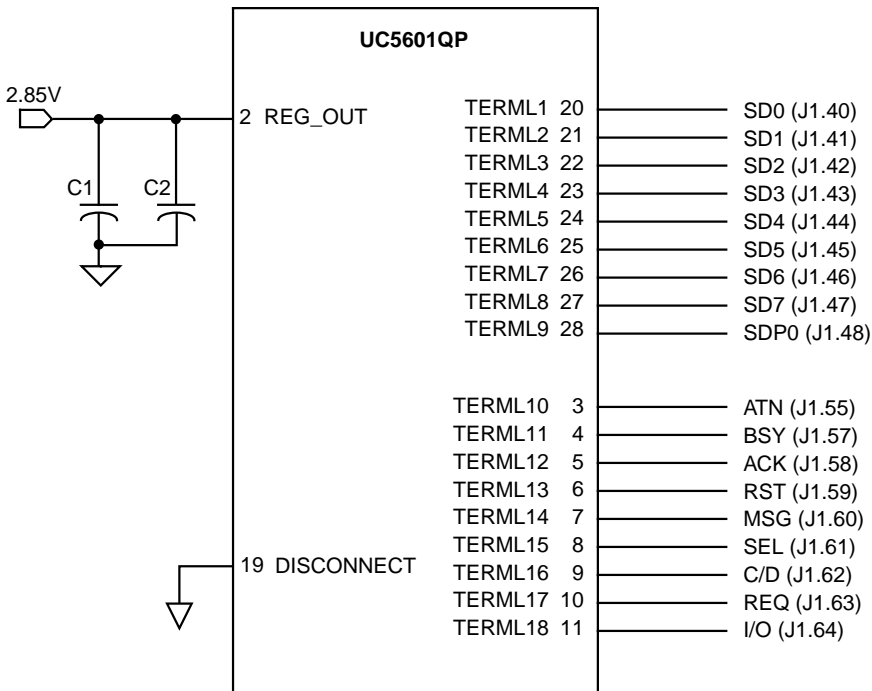 UC5601QP
2.85V
2 REG_OUT
C1 C2
19 DISCONNECT
TERML1 20 SD0 (J1.40)
TERML2 21 SD1 (J1.41)
TERML3 22 SD2 (J1.42)
TERML4 23 SD3 (J1.43)
TERML5 24 SD4 (J1.44)
TERML6 25 SD5 (J1.45)
TERML7 26 SD6 (J1.46)
TERML8 27 SD7 (J1.47)
TERML9 28 SDP0 (J1.48)
TERML10 3 ATN (J1.55)
TERML11 4 BSY (J1.57)
TERML12 5 ACK (J1.58)
TERML13 6 RST (J1.59)
TERML14 7 MSG (J1.60)
TERML15 8 SEL (J1.61)
TERML16 9 C/D (J1.62)
TERML17 10 REQ (J1.63)
TERML18 11 I/O (J1.64)